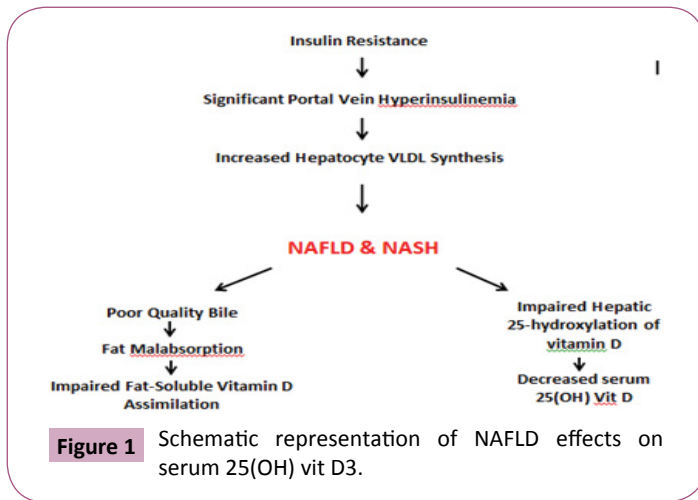 Insulin Resistance
I
Significant Portal Vein Hyperinsulinemia
Increased Hepatocyte VLDL Synthesis
NAFLD & NASH
Poor Quality Bile
Fat Malabsorption
Impaired Fat-Soluble Vitamin D
Assimilation
Impaired Hepatic
25-hydroxylation of
vitamin D
Decreased serum
25(OH) Vit D
Figure 1 Schematic representation of NAFLD effects on
serum 25(OH) vit D3.